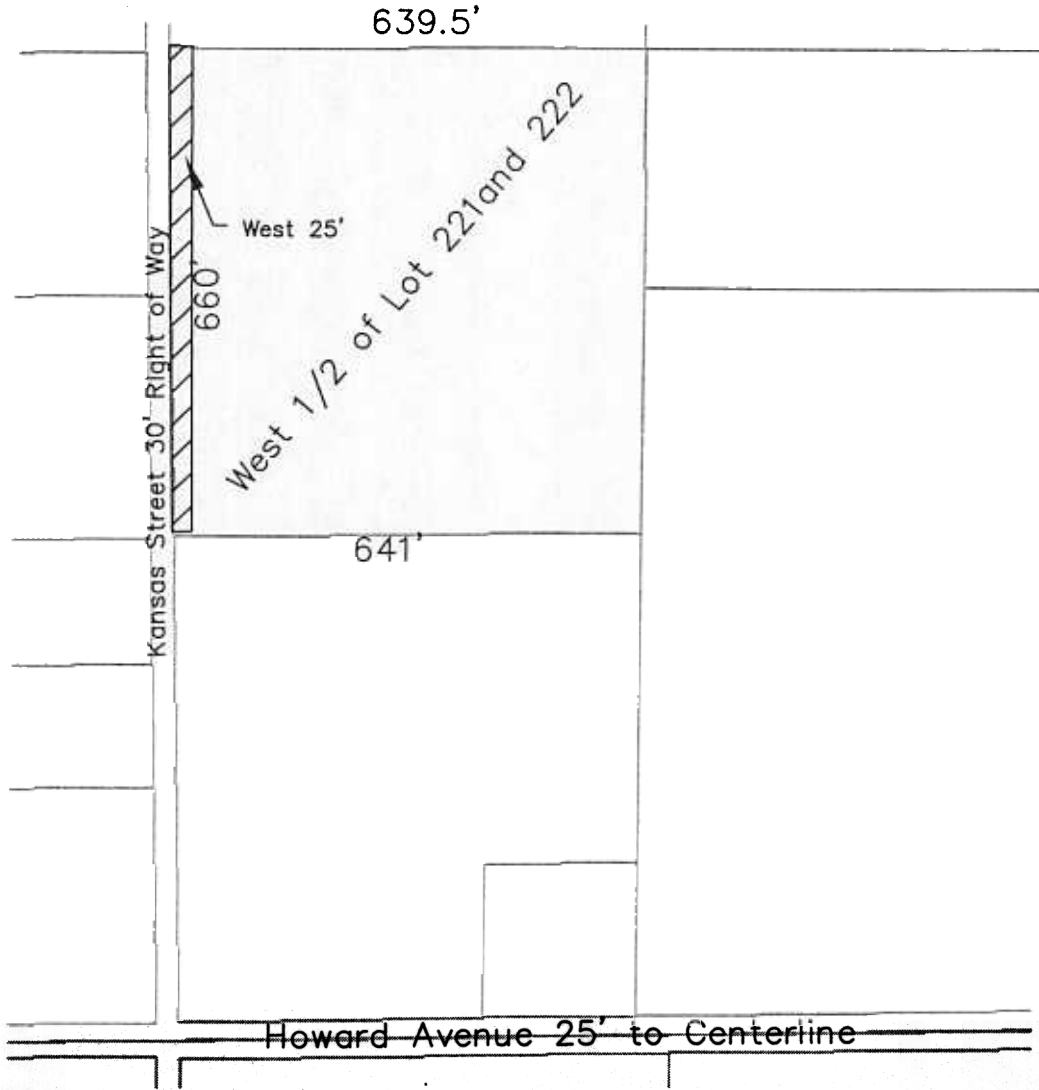 639.5'
West 1/2 of Lot 221and 222
West 25'
660'
Kansas Street 30' Right of Way
641'
Howard Avenue 25' to Centerline